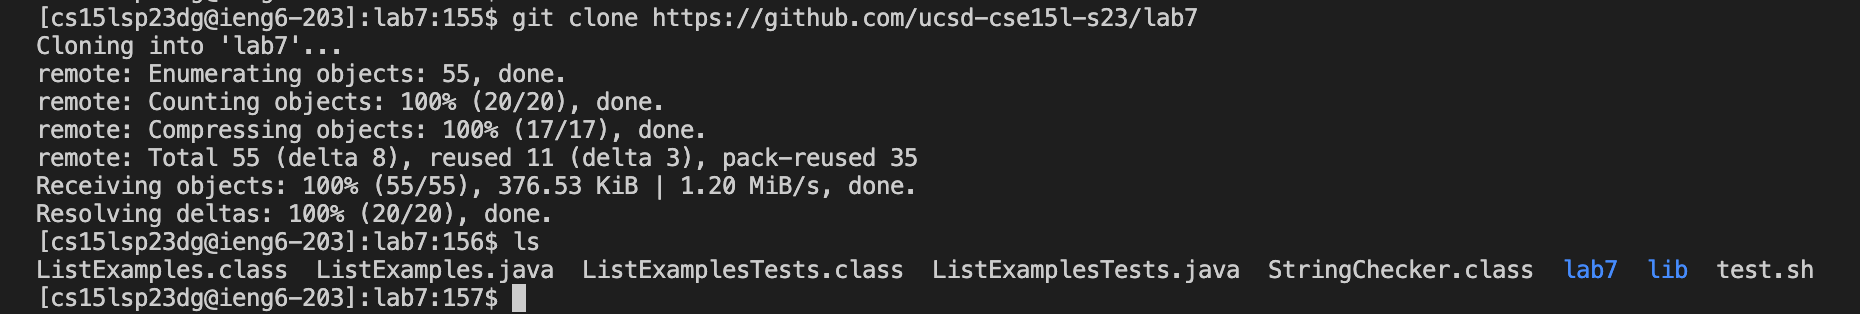 [cs15lsp23dg@ieng6-203]:lab7:155$ git clone https://github.com/ucsd-cse15l-s23/lab7
Cloning into 'lab7'...
remote: Enumerating objects: 55, done.
remote: Counting objects: 100% (20/20), done.
remote: Compressing objects: 100% (17/17), done.
remote: Total 55 (delta 8), reused 11 (delta 3), pack-reused 35
Receiving objects: 100% (55/55), 376.53 KiB | 1.20 MiB/s, done.
Resolving deltas: 100% (20/20), done.
[cs15lsp23dg@ieng6-203]:lab7:156$ ls
ListExamples.class  ListExamples.java  ListExamplesTests.class  ListExamplesTests.java  StringChecker.class  lab7  lib  test.sh
[cs15lsp23dg@ieng6-203]:lab7:157$